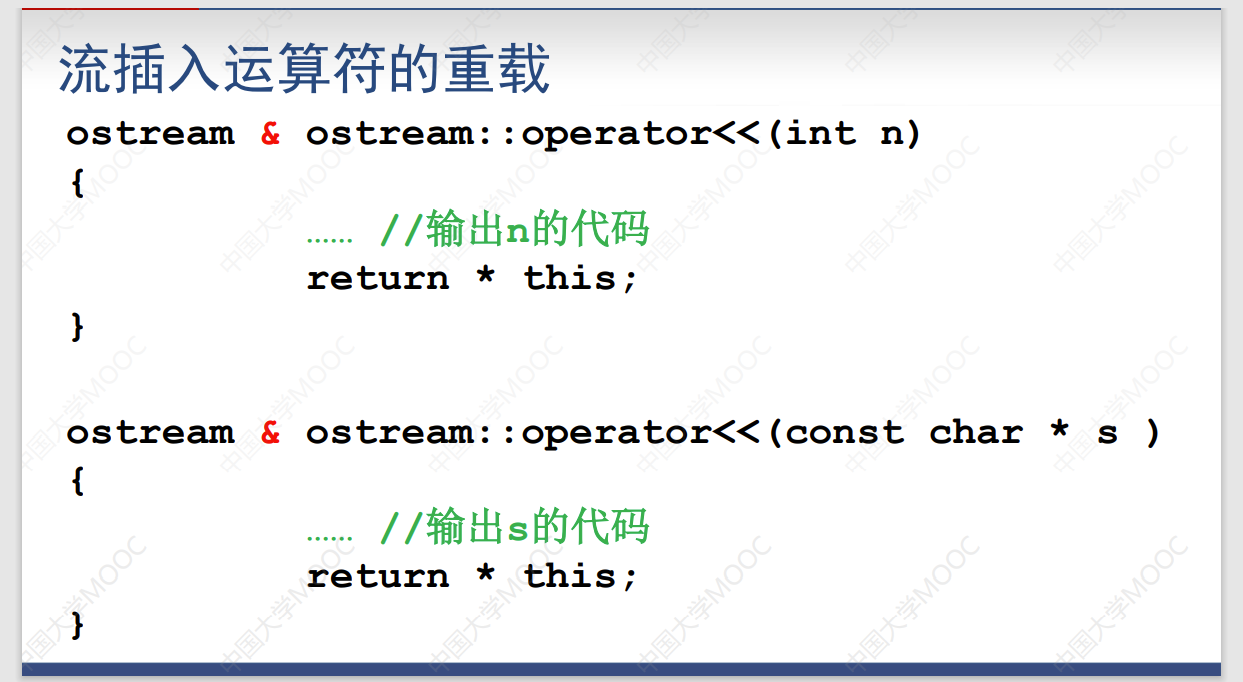 流插入运算符的重载
ostream & ostream::operator<<(int n)
{
…… //输出n的代码
return * this;
}
ostream & ostream::operator<<(const char * s )
{
…… //输出s的代码
return * this;
}
中国大学MOOC